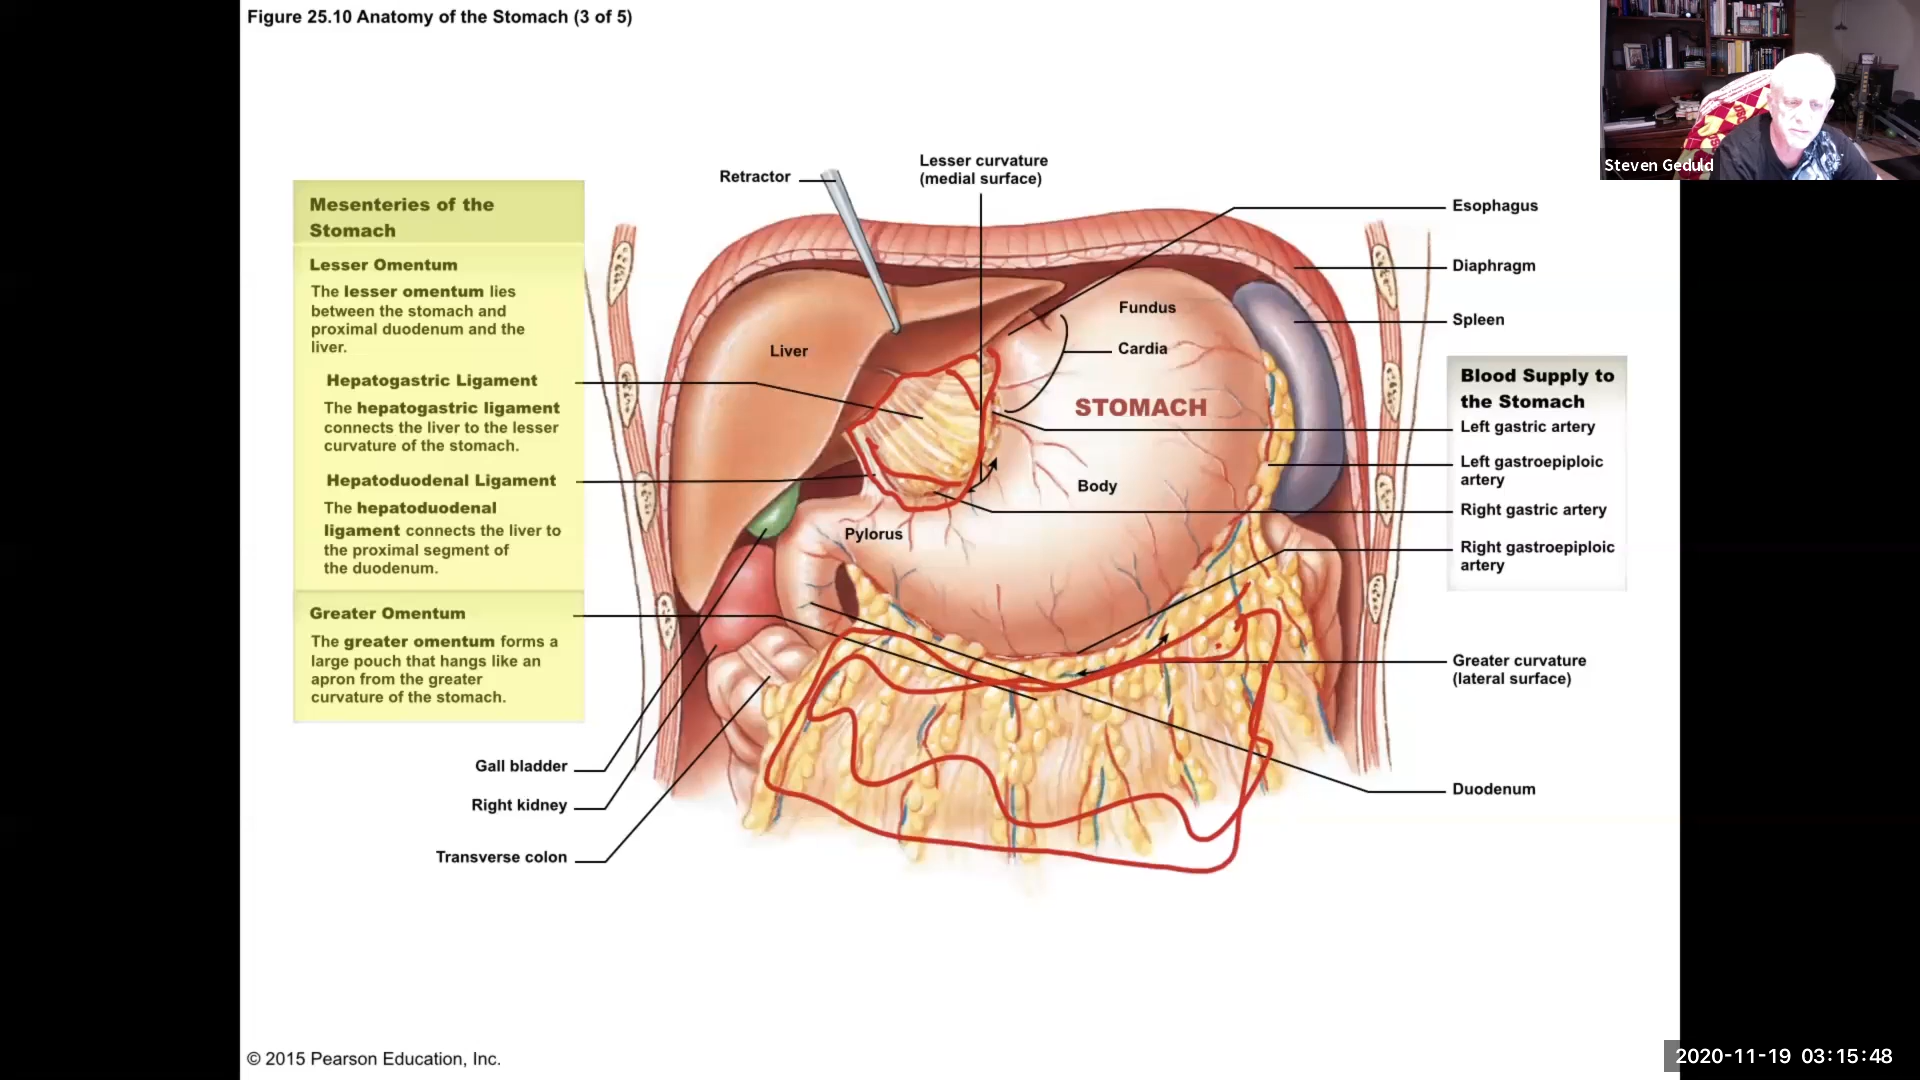 Figure 25.10 Anatomy of the Stomach (3 of 5)
Steven Geduld
Mesenteries of the
Stomach
Lesser Omentum
The lesser omentum lies
between the stomach and
proximal duodenum and the
liver.
Hepatogastric Ligament
The hepatogastric ligament
connects the liver to the lesser
curvature of the stomach.
Hepatoduodenal Ligament
The hepatoduodenal
ligament connects the liver to
the proximal segment of
the duodenum.
Greater Omentum
The greater omentum forms a
large pouch that hangs like an
apron from the greater
curvature of the stomach.
Gall bladder
Right kidney
Transverse colon
Retractor
Lesser curvature
(medial surface)
Liver
Fundus
Cardia
STOMACH
Body
Pylorus
Esophagus
Diaphragm
Spleen
Blood Supply to
the Stomach
Left gastric artery
Left gastroepiploic
artery
Right gastric artery
Right gastroepiploic
artery
Greater curvature
(lateral surface)
Duodenum
© 2015 Pearson Education, Inc.
2020-11-19 03:15:48